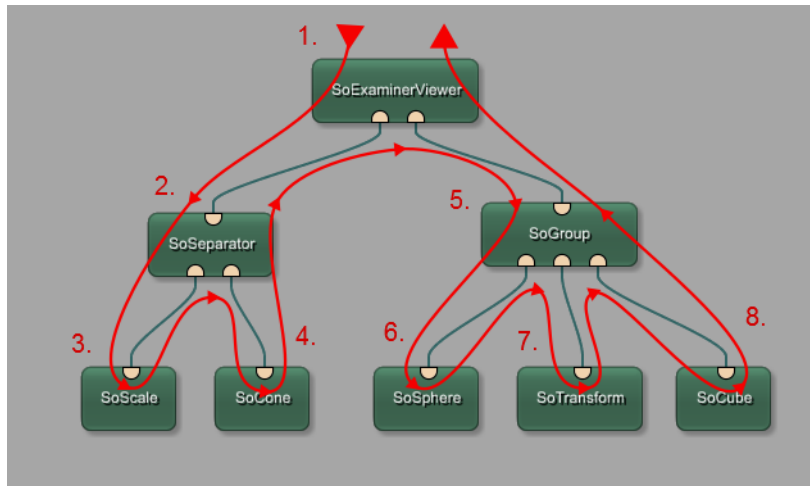 1.
SoExaminerViewer
2.
SoSeparator
5.
SoGroup
3.
4.
6.
7.
8.
SoScale
SoCone
SoSphere
SoTransform
SoCube